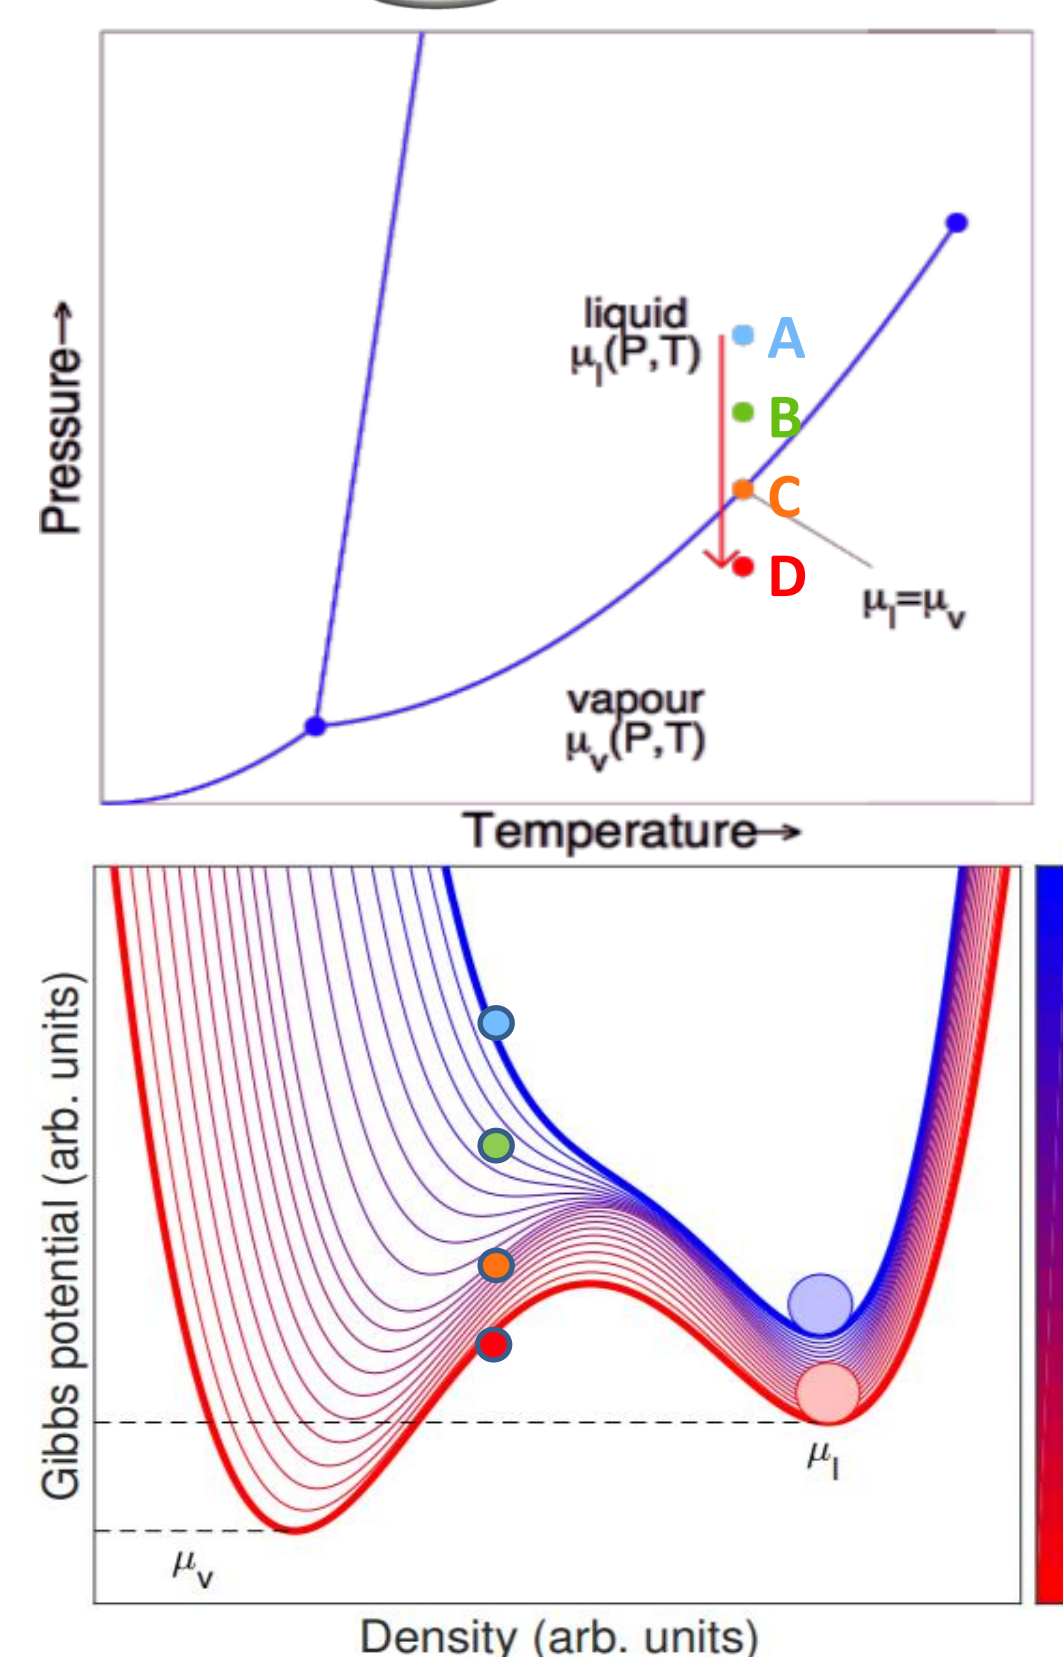 Pressure→
liquid
μl(P,T)
A
B
C
D
μl=μv
vapour
μv(P,T)
Temperature→
Gibbs potential (arb. units)
μl
μv
Density (arb. units)